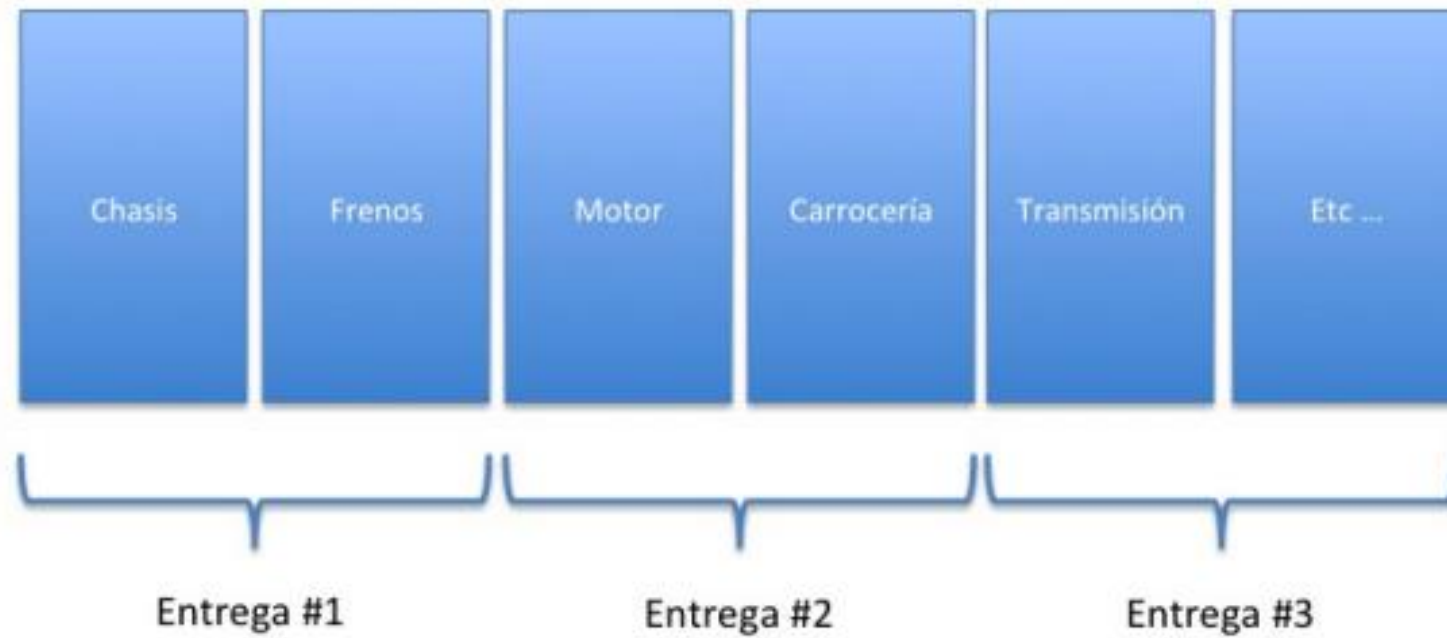 Chasis
Frenos
Motor
Carrocería
Transmisión
Etc ...
Entrega #1
Entrega #2
Entrega #3